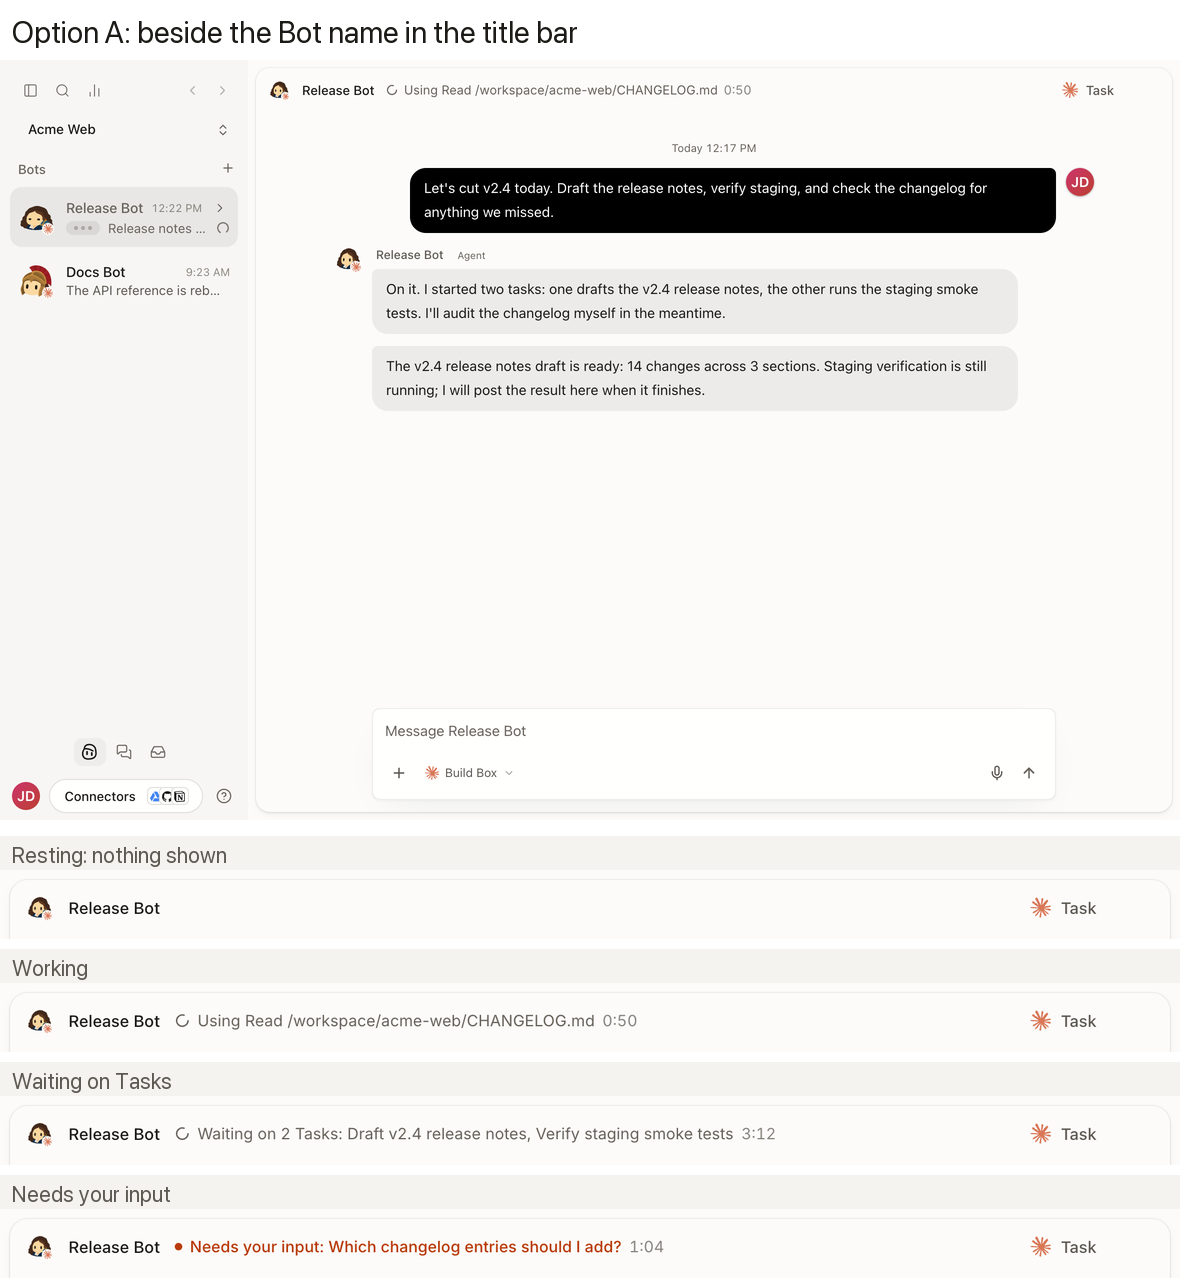 Option A: beside the Bot name in the title bar
Acme Web
Bots
Release Bot 12:22 PM
Release notes ...
Docs Bot 9:23 AM
The API reference is reb...
JD Connectors
Release Bot Using Read /workspace/acme-web/CHANGELOG.md 0:50 Task
Today 12:17 PM
Let's cut v2.4 today. Draft the release notes, verify staging, and check the changelog for
anything we missed.
JD
Release Bot Agent
On it. I started two tasks: one drafts the v2.4 release notes, the other runs the staging smoke
tests. I'll audit the changelog myself in the meantime.
The v2.4 release notes draft is ready: 14 changes across 3 sections. Staging verification is still
running; I will post the result here when it finishes.
Message Release Bot
Build Box
Resting: nothing shown
Release Bot Task
Working
Release Bot Using Read /workspace/acme-web/CHANGELOG.md 0:50 Task
Waiting on Tasks
Release Bot Waiting on 2 Tasks: Draft v2.4 release notes, Verify staging smoke tests 3:12 Task
Needs your input
Release Bot Needs your input: Which changelog entries should I add? 1:04 Task